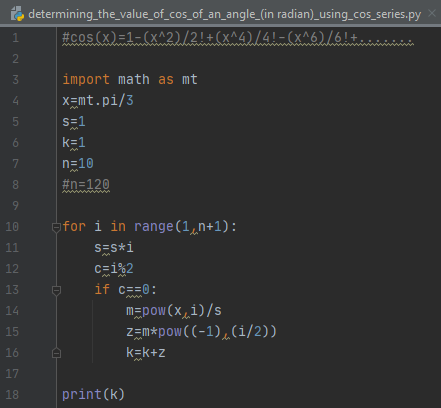 determining_the_value_of_cos_of_an_angle_(in radian)_using_cos_series.py
1 #cos(x)=1-(x^2)/2!+(x^4)/4!-(x^6)/6!+.......
2
3 import math as mt
4 x=mt.pi/3
5 s=1
6 k=1
7 n=10
8 #n=120
9
10 for i in range(1,n+1):
11     s=s*i
12     c=i%2
13     if c==0:
14         m=pow(x,i)/s
15         z=m*pow((-1),(i/2))
16         k=k+z
17
18 print(k)